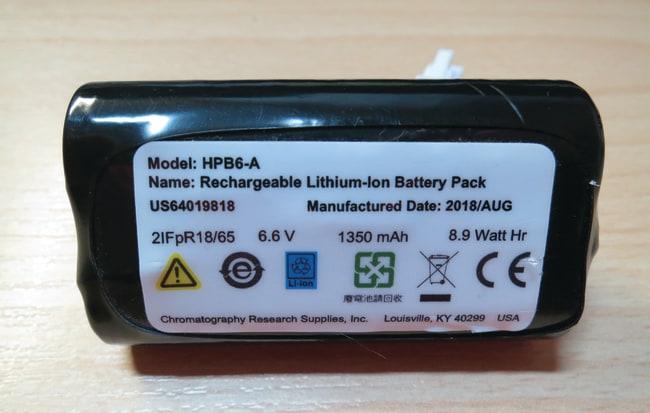 Model: HPB6-A
Name: Rechargeable Lithium-Ion Battery Pack
US64019818 Manufactured Date: 2018/AUG
2IFpR18/65 6.6 V 1350 mAh 8.9 Watt Hr
Li-ion
廢電池請回收
Chromatography Research Supplies, Inc. Louisville, KY 40299 USA